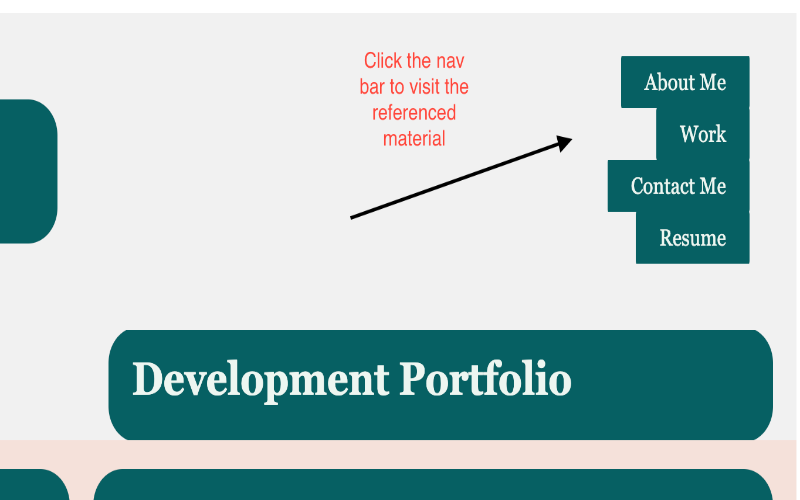 Click the nav
bar to visit the
referenced
material
About Me
Work
Contact Me
Resume
Development Portfolio